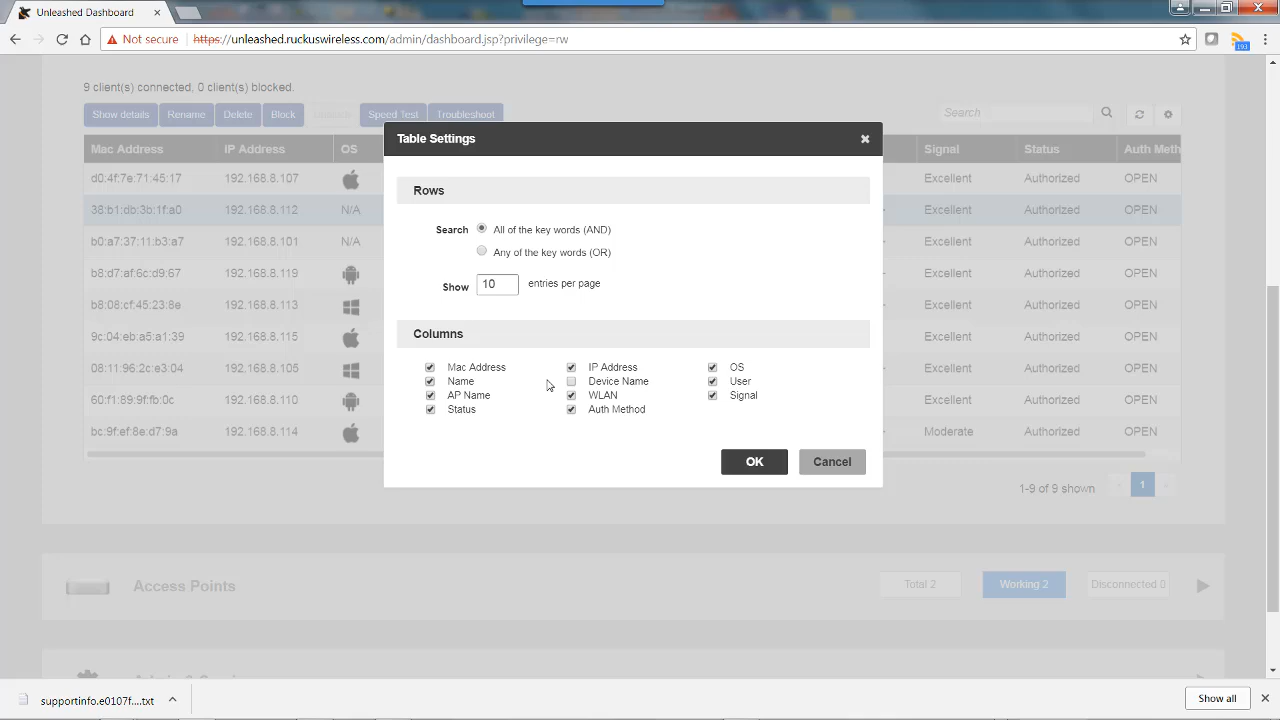 Unleashed Dashboard
Not secure https://unleashed.ruckuswireless.com/admin/dashboard.jsp?privilege=rw
193
9 client(s) connected, 0 client(s) blocked.
Show details Rename Delete Block Speed Test Troubleshoot Search
Mac Address IP Address OS Signal Status Auth Meth
d0:4f:7e:71:45:17 192.168.8.107 Excellent Authorized OPEN
38:b1:db:3b:1f:a0 192.168.8.112 N/A Excellent Authorized OPEN
b0:a7:37:11:b3:a7 192.168.8.101 N/A Excellent Authorized OPEN
b8:d7:af:6c:d9:67 192.168.8.119 Excellent Authorized OPEN
b8:08:cf:45:23:8e 192.168.8.113 Excellent Authorized OPEN
9c:04:eb:a5:a1:39 192.168.8.115 Excellent Authorized OPEN
08:11:96:2c:e3:04 192.168.8.105 Excellent Authorized OPEN
60:f1:89:9f:fb:0c 192.168.8.110 Excellent Authorized OPEN
bc:9f:ef:8e:d7:9a 192.168.8.114 Moderate Authorized OPEN
1-9 of 9 shown 1
Table Settings
Rows
Search All of the key words (AND)
Any of the key words (OR)
Show 10 entries per page
Columns
Mac Address IP Address OS
Name Device Name User
AP Name WLAN Signal
Status Auth Method
OK Cancel
Access Points Total 2 Working 2 Disconnected 0
supportinfo.e0107f....txt Show all